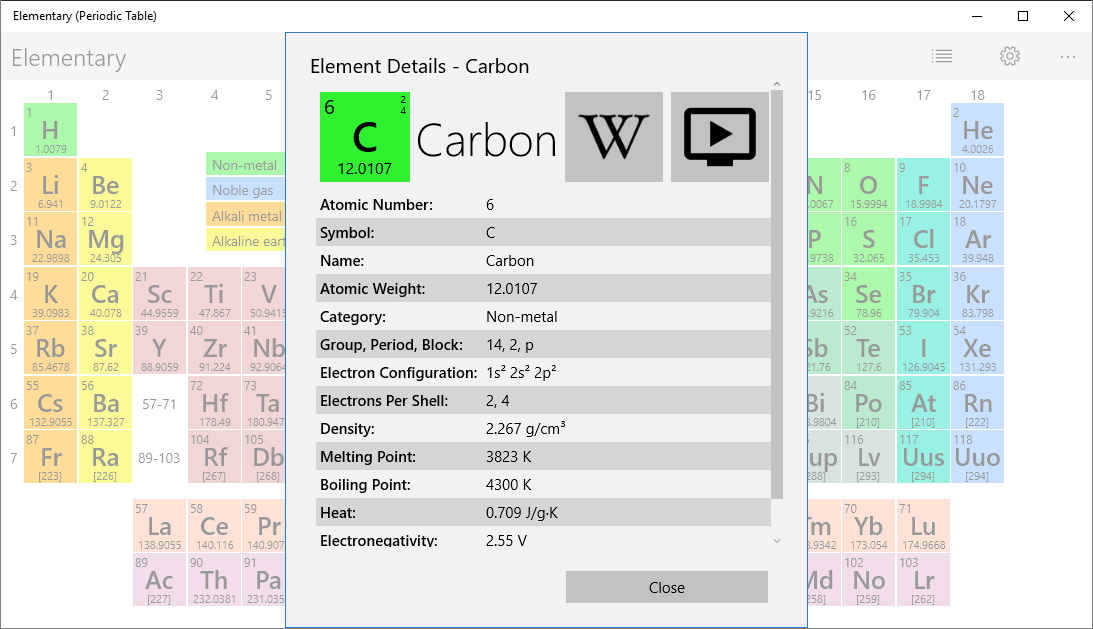 Elementary (Periodic Table)
Elementary
1 2 3 4 5 15 16 17 18
Element Details - Carbon
6 2 4
C
12.0107
Carbon
W
Atomic Number: 6
Symbol: C
Name: Carbon
Atomic Weight: 12.0107
Category: Non-metal
Group, Period, Block: 14, 2, p
Electron Configuration: 1s² 2s² 2p²
Electrons Per Shell: 2, 4
Density: 2.267 g/cm³
Melting Point: 3823 K
Boiling Point: 4300 K
Heat: 0.709 J/g·K
Electronegativity: 2.55 V
Close
Non-metal
Noble gas
Alkali metal
Alkaline eart
1
1 2
H He
1.0079 4.0026
2
3 4 8 9 10
Li Be N O F Ne
6.941 9.0122 .0067 15.9994 18.9984 20.1797
3
11 12 16 17 18
Na Mg P S Cl Ar
22.9898 24.305 .9738 32.065 35.453 39.948
4
19 20 21 22 23 34 35 36
K Ca Sc Ti V As Se Br Kr
39.0983 40.078 44.9559 47.867 50.9415 .9216 78.96 79.904 83.798
5
37 38 39 40 41 52 53 54
Rb Sr Y Zr Nb Sb Te I Xe
85.4678 87.62 88.9059 91.224 92.9064 21.76 127.6 126.9045 131.293
6
55 56 57-71 72 73 84 85 86
Cs Ba Hf Ta Bi Po At Rn
132.9055 137.327 178.49 180.947 .9804 [210] [210] [222]
7
87 88 89-103 104 105 116 117 118
Fr Ra Rf Db up Lv Uus Uuo
[223] [226] [267] [268] 288] [293] [294] [294]
57 58 59 70 71
La Ce Pr Tm Yb Lu
138.9055 140.116 140.907 .9342 173.054 174.9668
89 90 91 102 103
Ac Th Pa Md No Lr
[227] 232.0381 231.035 258] [259] [262]